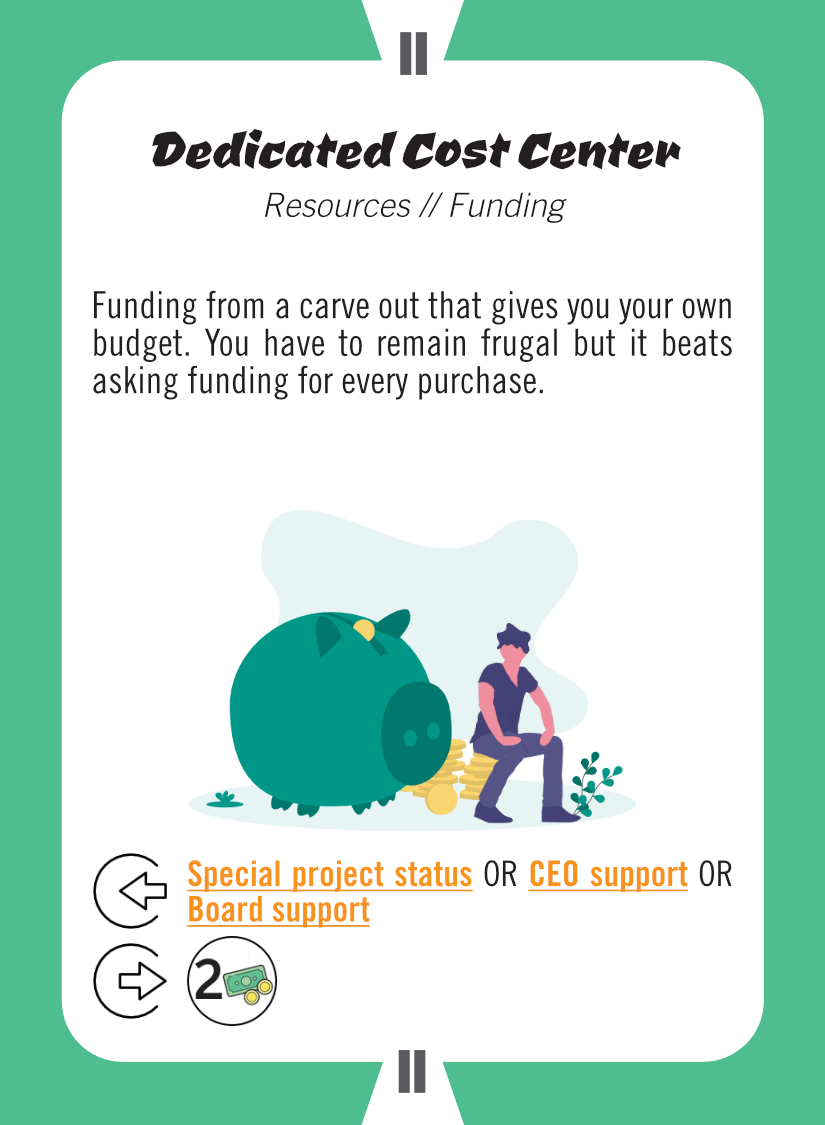 II
Dedicated Cost Center
Resources // Funding
Funding from a carve out that gives you your own
budget. You have to remain frugal but it beats
asking funding for every purchase.
Special project status OR CEO support OR
Board support
2
II